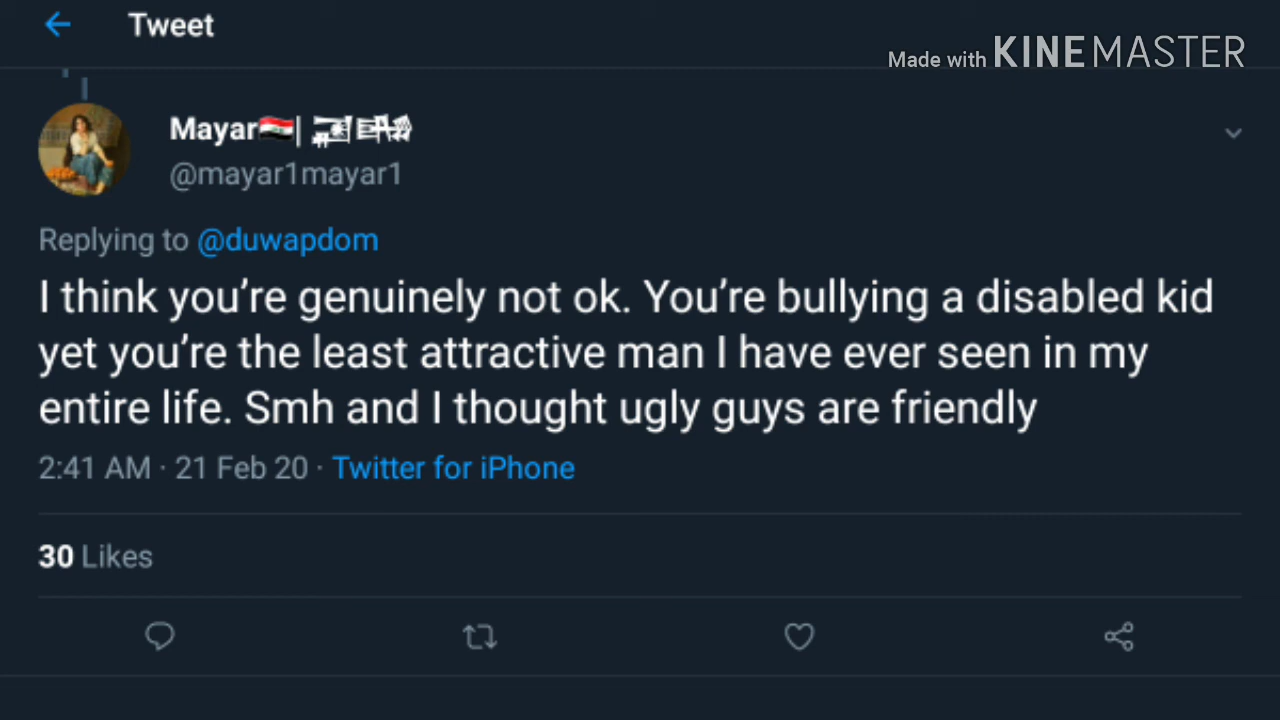 Tweet
Made with KINEMASTER
Mayar🇮🇶|
@mayar1mayar1
Replying to @duwapdom
I think you’re genuinely not ok. You’re bullying a disabled kid
yet you’re the least attractive man I have ever seen in my
entire life. Smh and I thought ugly guys are friendly
2:41 AM · 21 Feb 20 · Twitter for iPhone
30 Likes